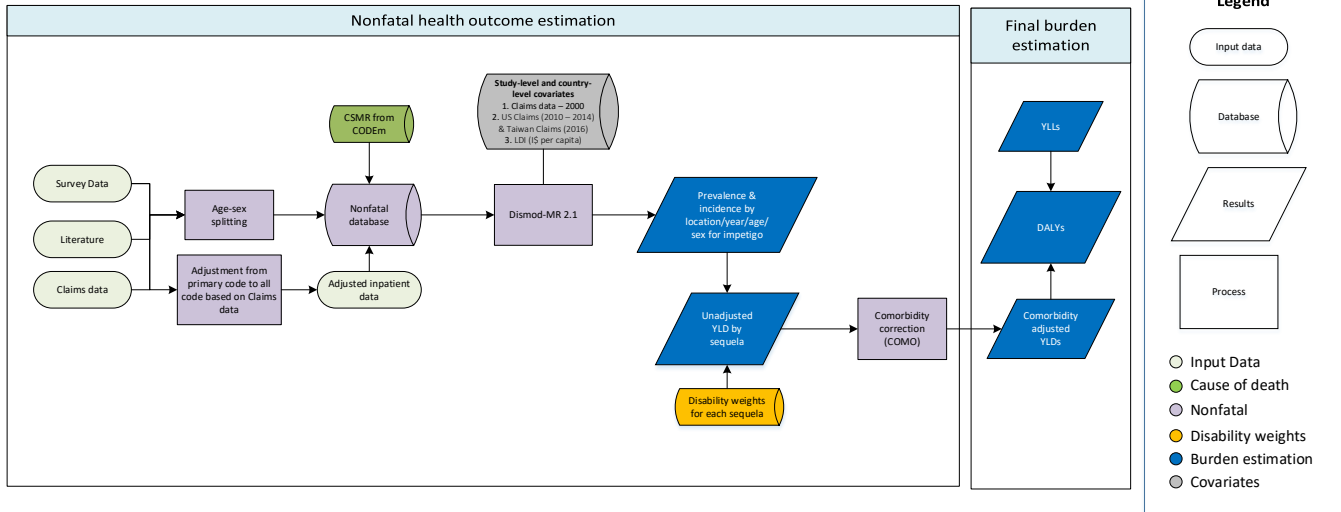 Nonfatal health outcome estimation
Final burden
estimation
Legend
Survey Data
Literature
Claims data
Age-sex
splitting
Adjustment from
primary code to all
code based on Claims
data
CSMR from
CODEm
Nonfatal
database
Adjusted inpatient
data
Study-level and country-
level covariates
1. Claims data – 2000
2. US Claims (2010 – 2014)
& Taiwan Claims (2016)
3. LDI (I$ per capita)
Dismod-MR 2.1
Prevalence &
incidence by
location/year/age/
sex for impetigo
Unadjusted
YLD by
sequela
Disability weights
for each sequela
Comorbidity
correction
(COMO)
YLLs
DALYs
Comorbidity
adjusted
YLDs
Input data
Database
Results
Process
Input Data
Cause of death
Nonfatal
Disability weights
Burden estimation
Covariates